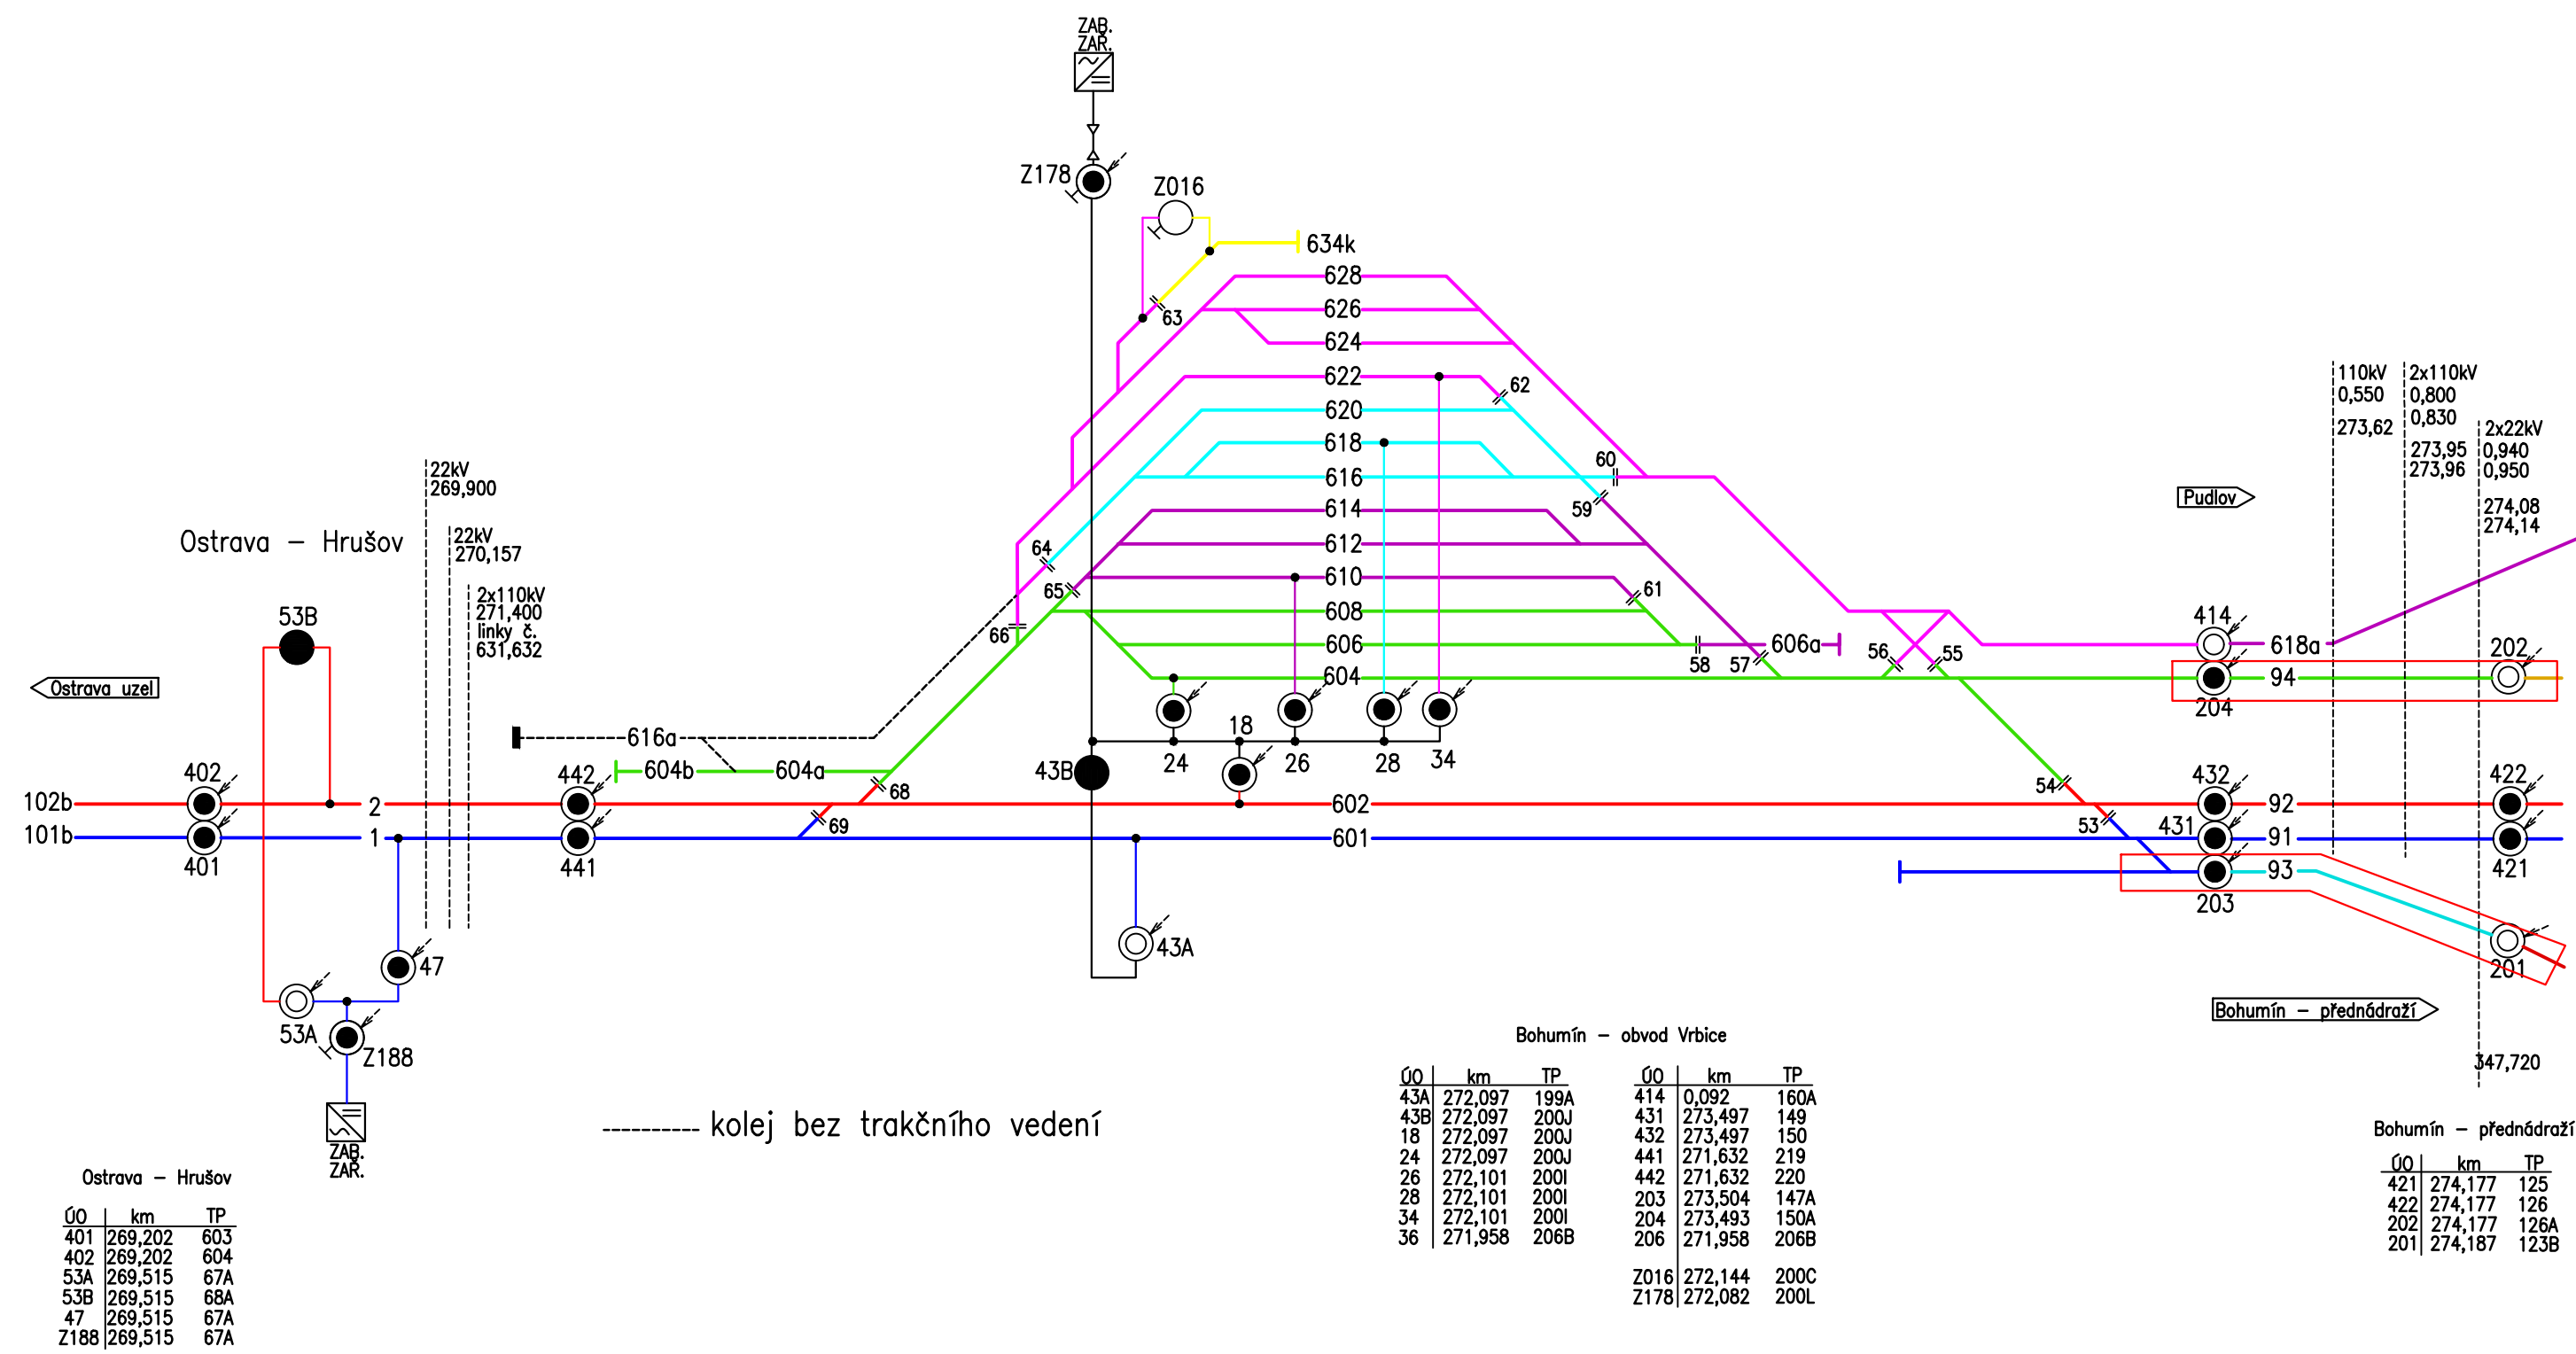 ZAB.
ZAŘ.
Z178
Z016
634k
628
626
63
624
622
62
620
618
60
616
614
59
612
64
610
65
61
608
66
606
606a
58
57
604
56
55
54
53
18
43B
24
26
28
34
602
601
43A
22kV
269,900
22kV
270,157
2x110kV
271,400
linky č.
631,632
Ostrava – Hrušov
53B
Ostrava uzel
616a
604b
604a
402
442
68
102b
2
69
101b
1
401
441
47
53A
Z188
ZAB.
ZAŘ.
110kV
0,550
273,62
2x110kV
0,800
0,830
273,95
273,96
2x22kV
0,940
0,950
274,08
274,14
Pudlov
414
618a
202
94
204
432
422
92
431
91
421
93
203
201
Bohumín – přednádraží
347,720
kolej bez trakčního vedení
Ostrava – Hrušov
ÚO km TP
401 269,202 603
402 269,202 604
53A 269,515 67A
53B 269,515 68A
47 269,515 67A
Z188 269,515 67A
Bohumín – obvod Vrbice
ÚO km TP
43A 272,097 199A
43B 272,097 200J
18 272,097 200J
24 272,097 200J
26 272,101 200I
28 272,101 200I
34 272,101 200I
36 271,958 206B
ÚO km TP
414 0,092 160A
431 273,497 149
432 273,497 150
441 271,632 219
442 271,632 220
203 273,504 147A
204 273,493 150A
206 271,958 206B
Z016 272,144 200C
Z178 272,082 200L
Bohumín – přednádraží
ÚO km TP
421 274,177 125
422 274,177 126
202 274,177 126A
201 274,187 123B